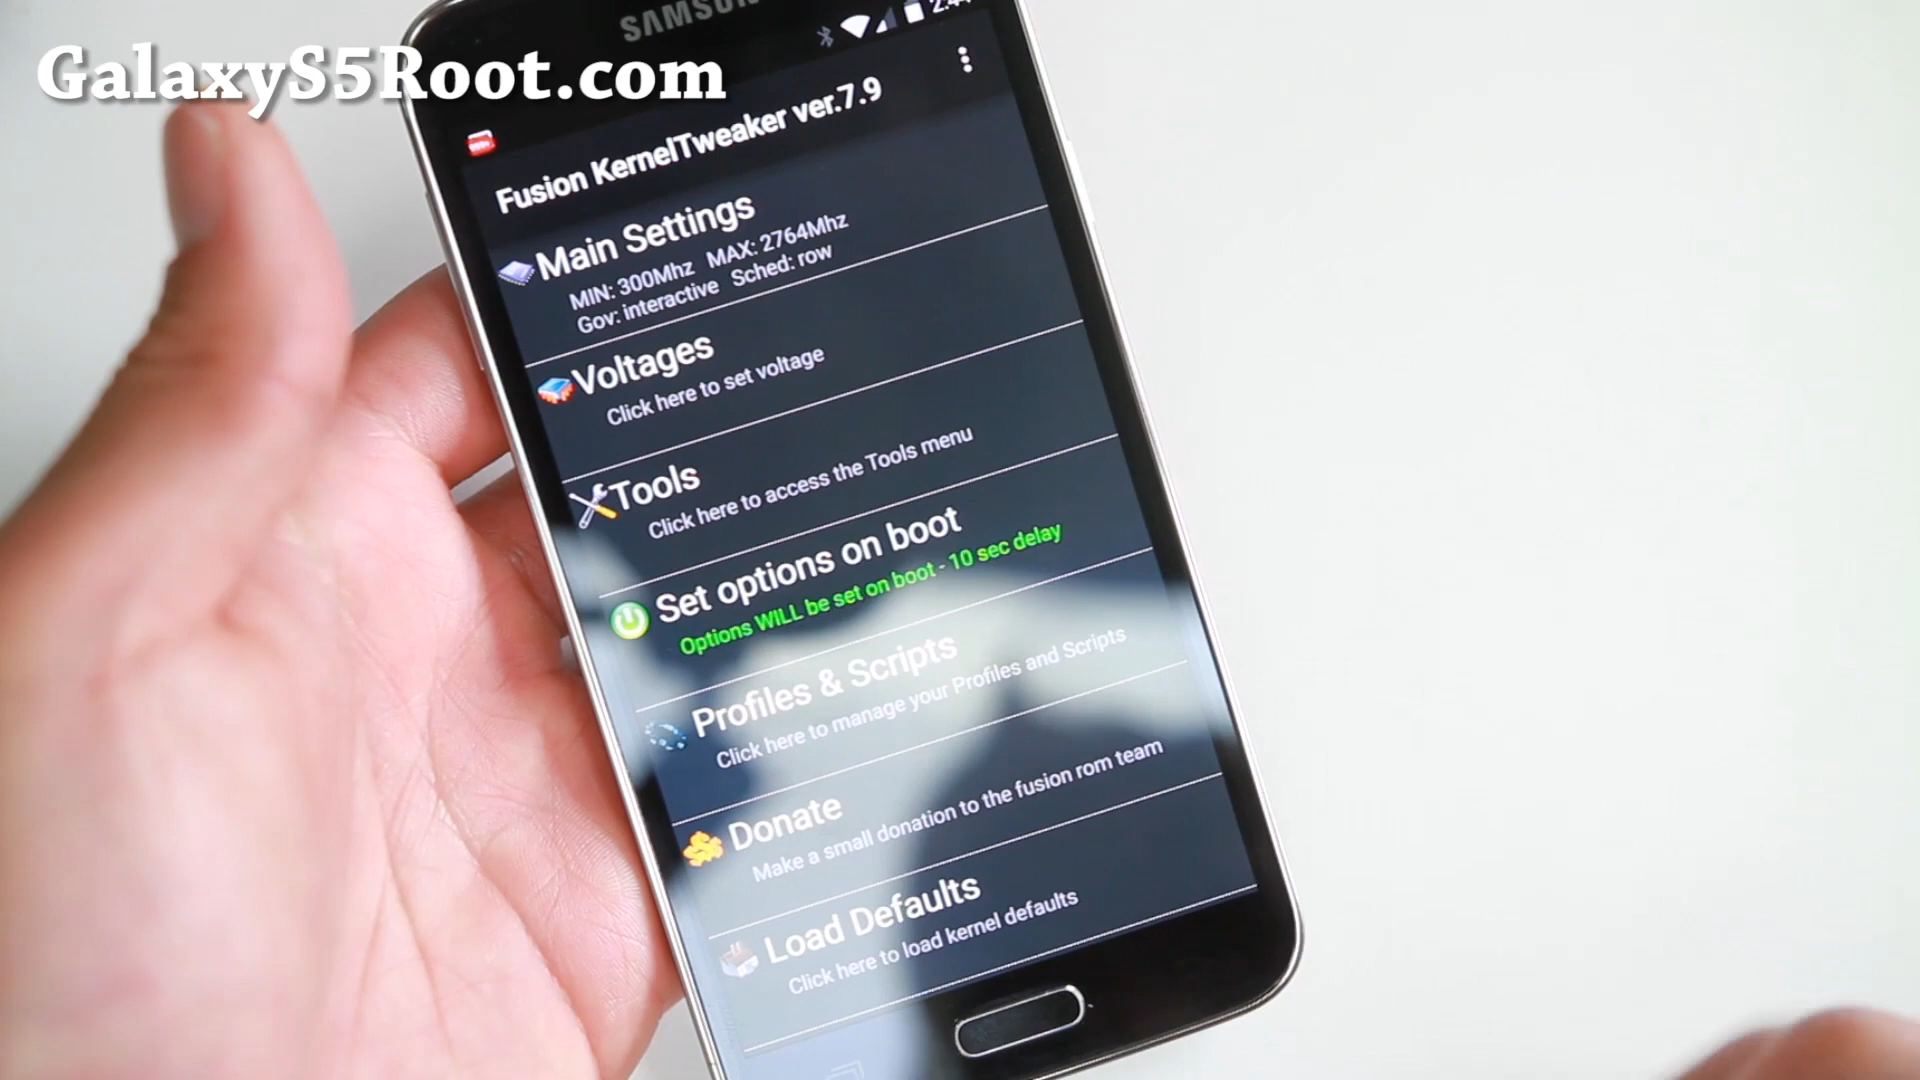 GalaxyS5Root.com
SAMSUNG
Fusion KernelTweaker ver.7.9
Main Settings
MIN: 300Mhz MAX: 2764Mhz
Gov: interactive Sched: row
Voltages
Click here to set voltage
Tools
Click here to access the Tools menu
Set options on boot
Options WILL be set on boot - 10 sec delay
Profiles & Scripts
Click here to manage your Profiles and Scripts
Donate
Make a small donation to the fusion rom team
Load Defaults
Click here to load kernel defaults